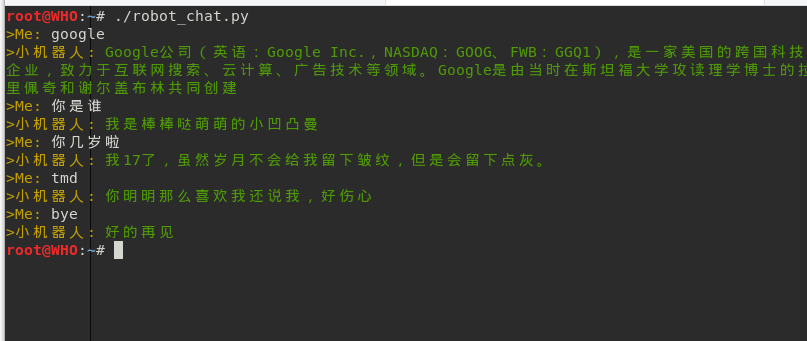 root@WHO:~# ./robot_chat.py
>Me: google
>小机器人: Google公司（英语：Google Inc.，NASDAQ：GOOG、FWB：GGQ1），是一家美国的跨国科技
企业，致力于互联网搜索、云计算、广告技术等领域。Google是由当时在斯坦福大学攻读理学博士的拉
里佩奇和谢尔盖布林共同创建
>Me: 你是谁
>小机器人: 我是棒棒哒萌萌的小凹凸曼
>Me: 你几岁啦
>小机器人: 我17了，虽然岁月不会给我留下皱纹，但是会留下点灰。
>Me: tmd
>小机器人: 你明明那么喜欢我还说我，好伤心
>Me: bye
>小机器人: 好的再见
root@WHO:~#